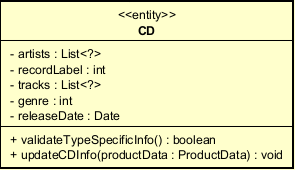 <<entity>>
CD
- artists : List<?>
- recordLabel : int
- tracks : List<?>
- genre : int
- releaseDate : Date
+ validateTypeSpecificInfo() : boolean
+ updateCDInfo(productData : ProductData) : void